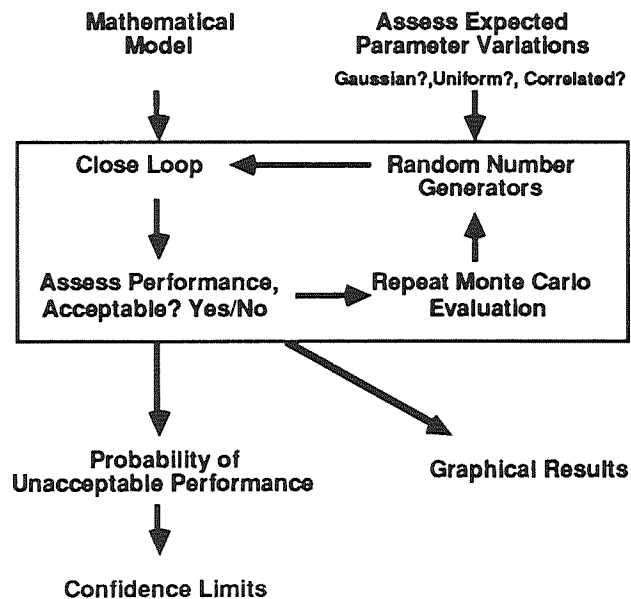 Mathematical
Model
Assess Expected
Parameter Variations
Gaussian?,Uniform?, Correlated?
Close Loop
Random Number
Generators
Assess Performance,
Acceptable? Yes/No
Repeat Monte Carlo
Evaluation
Probability of
Unacceptable Performance
Graphical Results
Confidence Limits